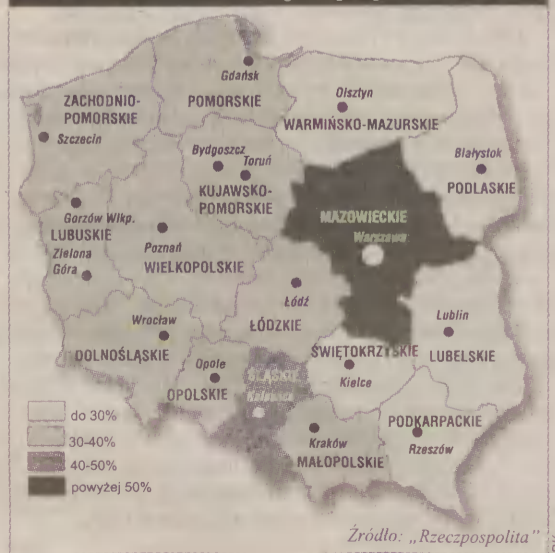 Gdańsk
ZACHODNIO-
POMORSKIE
POMORSKIE
Szczecin
Olsztyn
WARMIŃSKO-MAZURSKIE
Bydgoszcz
Toruń
KUJAWSKO-
POMORSKIE
Białystok
PODLASKIE
MAZOWIECKIE
Warszawa
Gorzów Wlkp.
LUBUSKIE
Zielona
Góra
Poznań
WIELKOPOLSKIE
Łódź
ŁÓDZKIE
Wrocław
DOLNOŚLĄSKIE
Lublin
LUBELSKIE
Opole
OPOLSKIE
ŚLĄSKIE
Katowice
ŚWIĘTOKRZYSKIE
Kielce
PODKARPACKIE
Rzeszów
Kraków
MAŁOPOLSKIE
do 30%
30-40%
40-50%
powyżej 50%
Źródło: „Rzeczpospolita”